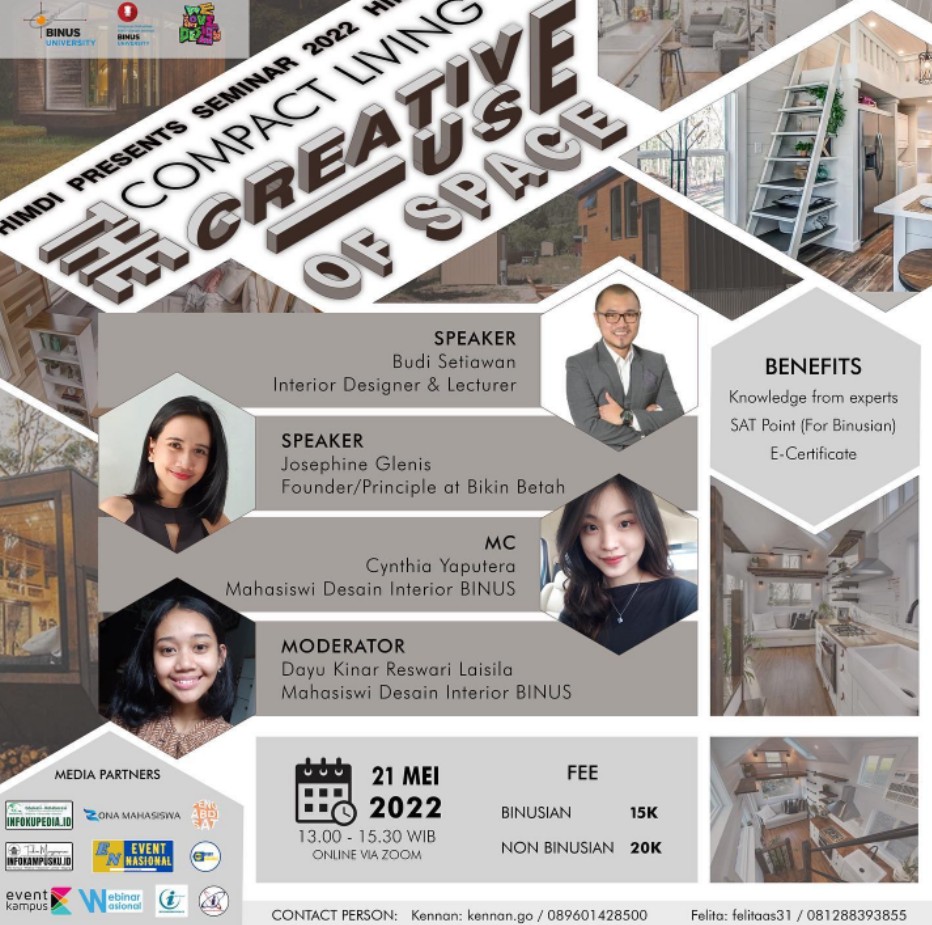 BINUS
UNIVERSITY
BINUS
UNIVERSITY
WE
LOVE
DESIGN
HIMDI PRESENTS SEMINAR 2022 HIM
COMPACT LIVING
THE CREATIVE
USE
OF SPACE
SPEAKER
Budi Setiawan
Interior Designer & Lecturer
SPEAKER
Josephine Glenis
Founder/Principle at Bikin Betah
MC
Cynthia Yaputera
Mahasiswi Desain Interior BINUS
MODERATOR
Dayu Kinar Reswari Laisila
Mahasiswi Desain Interior BINUS
BENEFITS
Knowledge from experts
SAT Point (For Binusian)
E-Certificate
MEDIA PARTNERS
INFOKUPEDIA.ID
ZONA MAHASISWA
INFOKAMPUSKU.ID
EN EVENT
NASIONAL
event
kampus
Webinar
Nasional
21 MEI
2022
13.00 - 15.30 WIB
ONLINE VIA ZOOM
FEE
BINUSIAN 15K
NON BINUSIAN 20K
CONTACT PERSON: Kennan: kennan.go / 089601428500 Felita: felitaas31 / 081288393855